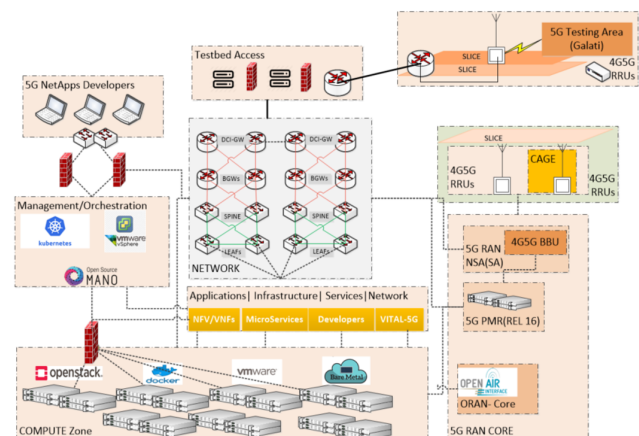 Testbed Access
5G Testing Area
(Galati)
SLICE
SLICE
4G5G
RRUs
5G NetApps Developers
DCI-GW
DCI-GW
BGWs
BGWs
SPINE
SPINE
LEAFs
LEAFs
NETWORK
SLICE
4G5G
RRUs
CAGE
4G5G
RRUs
Management/Orchestration
kubernetes
vmware
vSphere
Open Source
MANO
5G RAN
NSA(SA)
4G5G BBU
5G PMR(REL 16)
Applications| Infrastructure| Services|Network
NFV/VNFs
MicroServices
Developers
VITAL-5G
openstack.
docker
vmware
Bare Metal
COMPUTE Zone
OPEN AIR
INTERFACE
ORAN- Core
5G RAN CORE